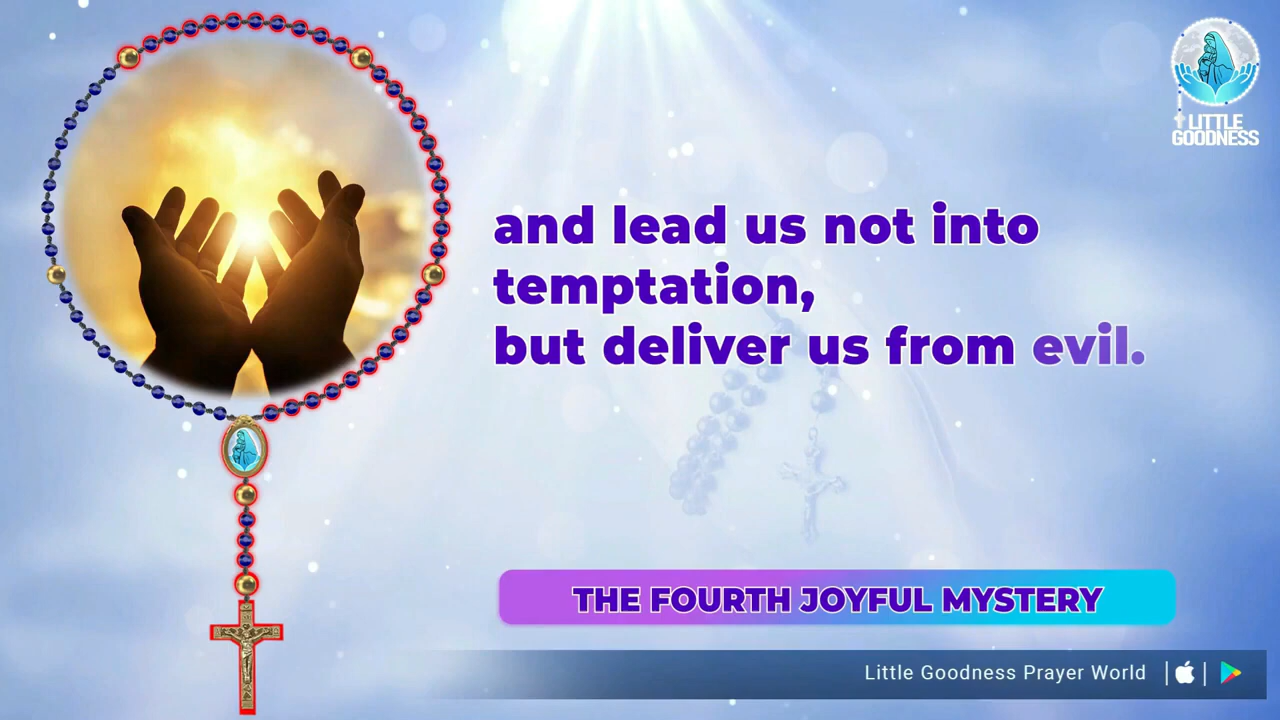 LITTLE
GOODNESS
and lead us not into
temptation,
but deliver us from evil.
THE FOURTH JOYFUL MYSTERY
Little Goodness Prayer World